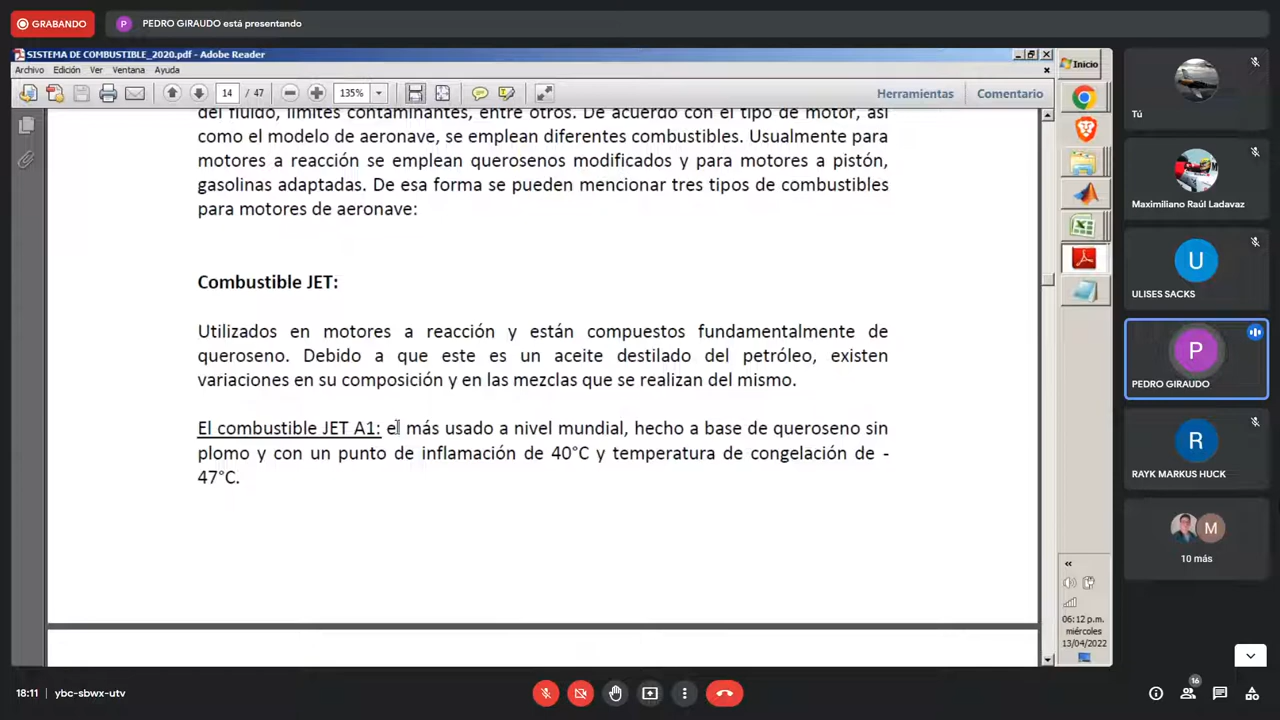 GRABANDO
P PEDRO GIRAUDO está presentando
SISTEMA DE COMBUSTIBLE_2020.pdf - Adobe Reader
Archivo Edición Ver Ventana Ayuda
14 / 47 135% Herramientas Comentario
del fluido, límites contaminantes, entre otros. De acuerdo con el tipo de motor, así
como el modelo de aeronave, se emplean diferentes combustibles. Usualmente para
motores a reacción se emplean querosenos modificados y para motores a pistón,
gasolinas adaptadas. De esa forma se pueden mencionar tres tipos de combustibles
para motores de aeronave:
Combustible JET:
Utilizados en motores a reacción y están compuestos fundamentalmente de
queroseno. Debido a que este es un aceite destilado del petróleo, existen
variaciones en su composición y en las mezclas que se realizan del mismo.
El combustible JET A1: el más usado a nivel mundial, hecho a base de queroseno sin
plomo y con un punto de inflamación de 40°C y temperatura de congelación de -
47°C.
Inicio
«
06:12 p.m.
miércoles
13/04/2022
Tú
Maximiliano Raúl Ladavaz
U
ULISES SACKS
P
PEDRO GIRAUDO
R
RAYK MARKUS HUCK
M
10 más
18:11 ybc-sbwx-utv
16